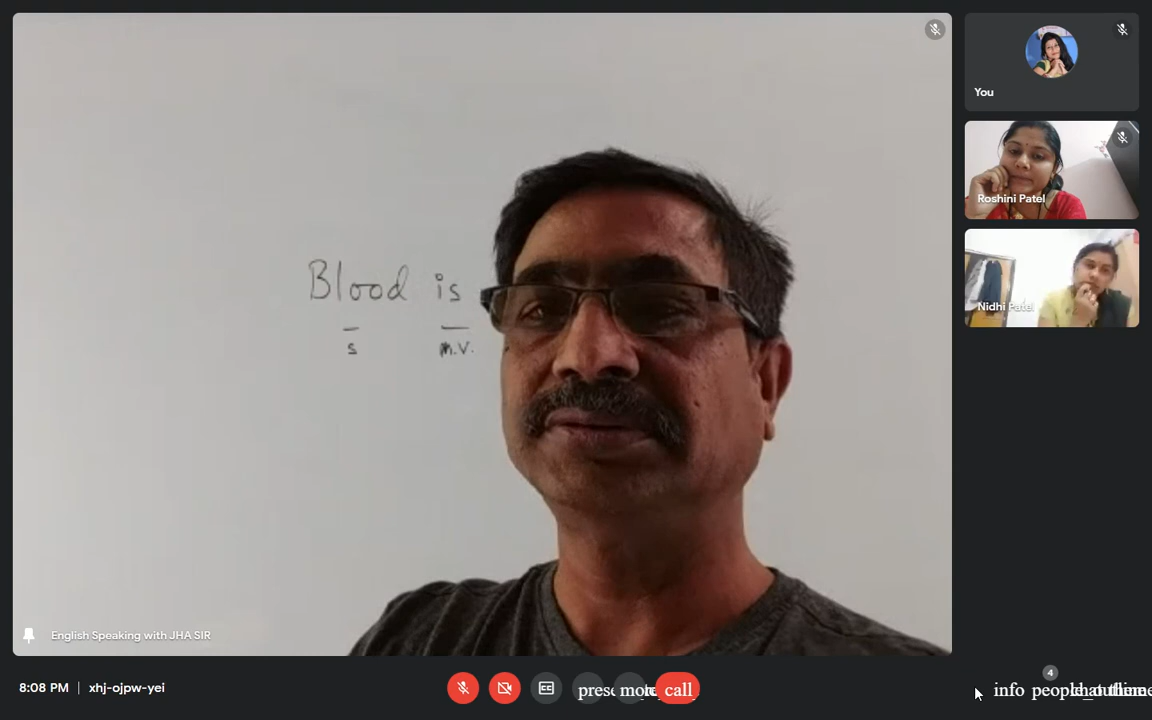 You
Roshini Patel
Nidhi Patel
Blood is
s m.v.
English Speaking with JHA SIR
8:08 PM | xhj-ojpw-yei
call
4
info people